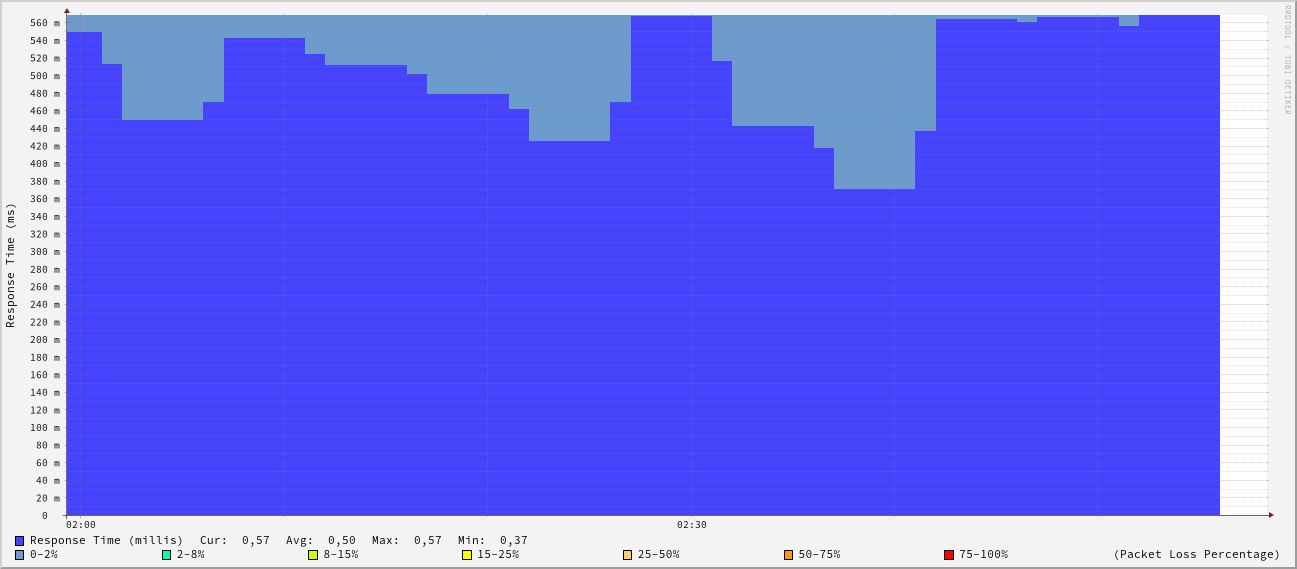 RRDTOOL / TOBI OETIKER
Response Time (ms)
560 m
540 m
520 m
500 m
480 m
460 m
440 m
420 m
400 m
380 m
360 m
340 m
320 m
300 m
280 m
260 m
240 m
220 m
200 m
180 m
160 m
140 m
120 m
100 m
80 m
60 m
40 m
20 m
0
02:00 02:30
Response Time (millis) Cur: 0,57 Avg: 0,50 Max: 0,57 Min: 0,37
0-2% 2-8% 8-15% 15-25% 25-50% 50-75% 75-100% (Packet Loss Percentage)